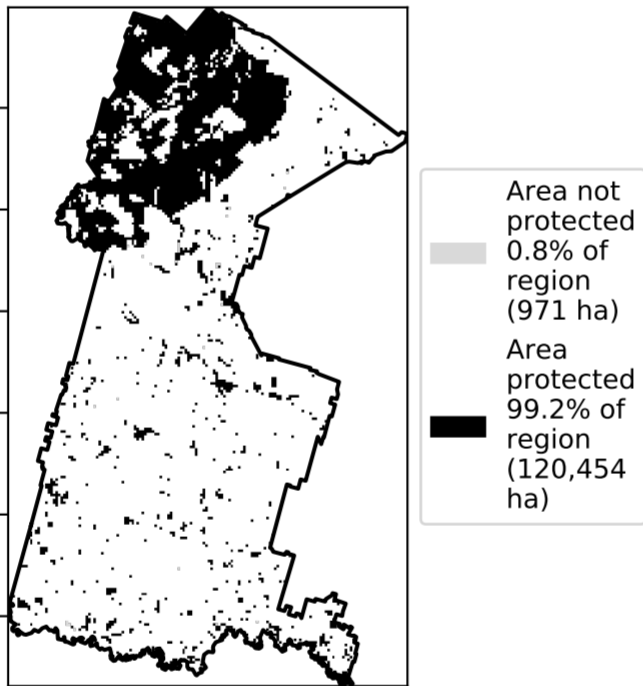 Area not
protected
0.8% of
region
(971 ha)
Area
protected
99.2% of
region
(120,454
ha)